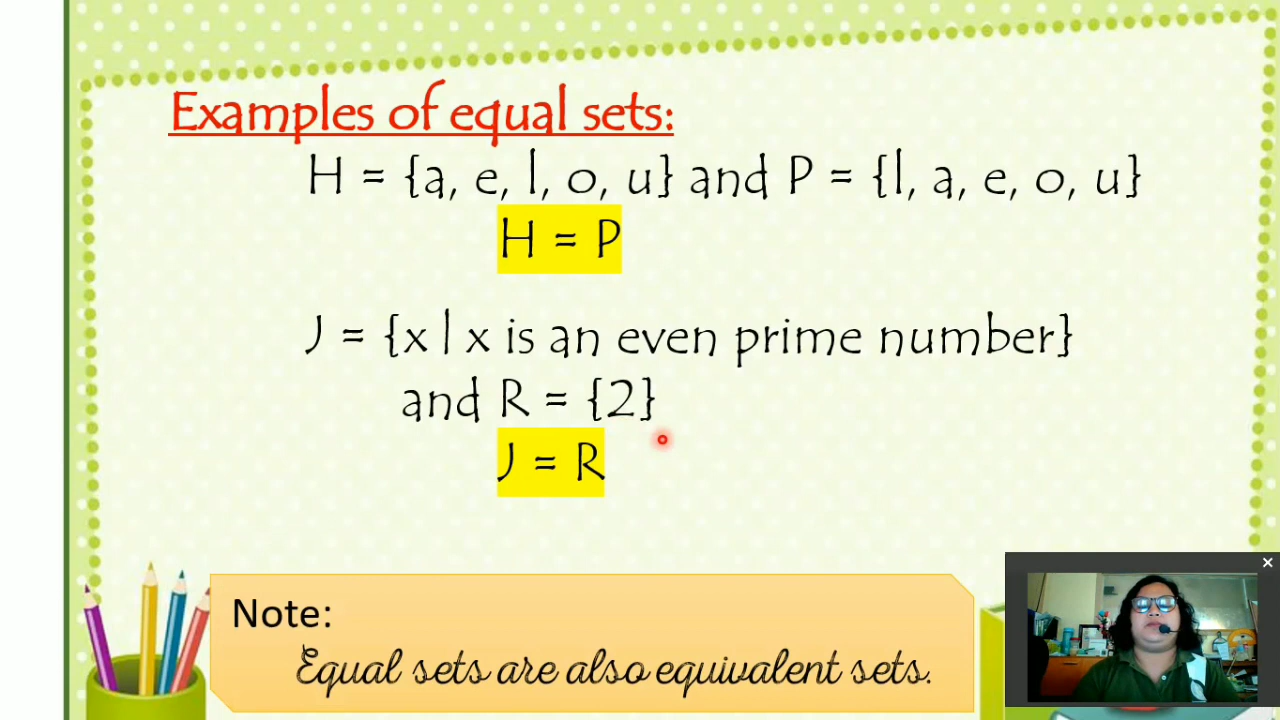 Examples of equal sets:
H = {a, e, l, o, u} and P = {l, a, e, o, u}
H = P
J = {x | x is an even prime number}
and R = {2}
J = R
Note:
Equal sets are also equivalent sets.